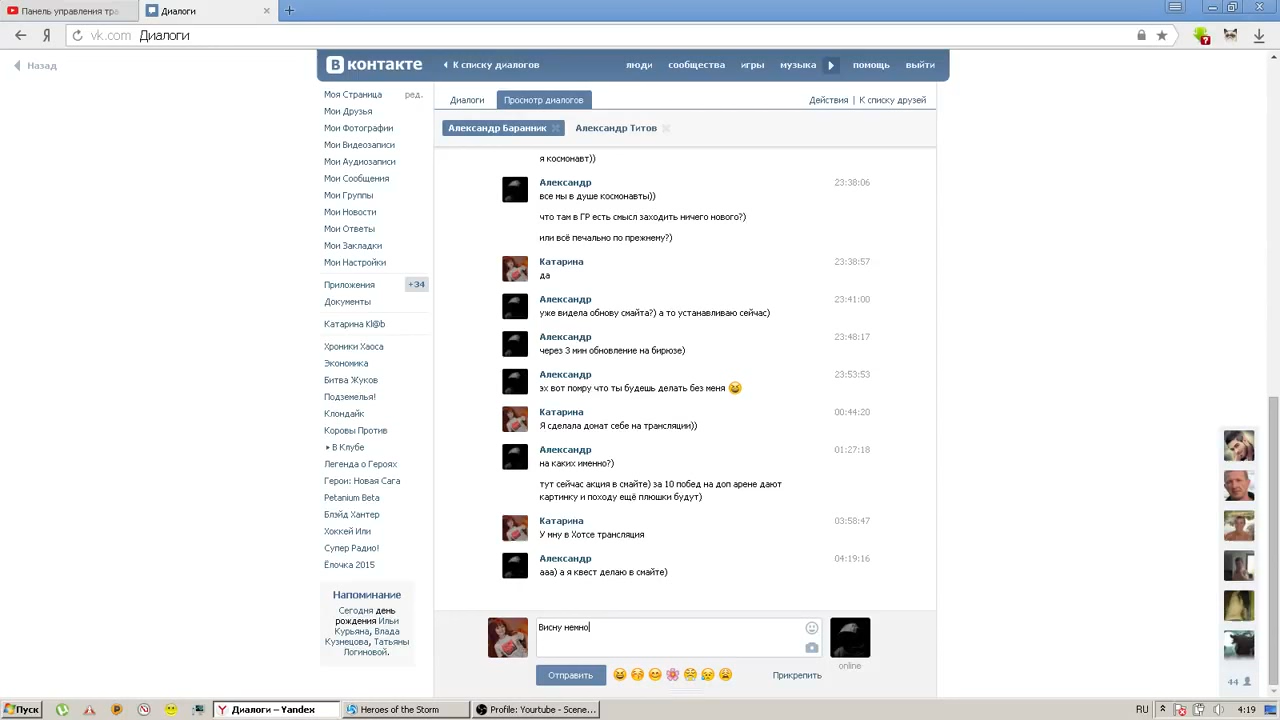 Панель управления тра
Диалоги
vk.com Диалоги
Назад
В контакте
К списку диалогов
люди
сообщества
игры
музыка
помощь
выйти
Моя Страница
ред.
Мои Друзья
Мои Фотографии
Мои Видеозаписи
Мои Аудиозаписи
Мои Сообщения
Мои Группы
Мои Новости
Мои Ответы
Мои Закладки
Мои Настройки
Приложения
+34
Документы
Катарина Kl@b
Хроники Хаоса
Экономика
Битва Жуков
Подземелья!
Клондайк
Коровы Против
В Клубе
Легенда о Героях
Герои: Новая Сага
Petanium Beta
Блэйд Хантер
Хоккей Или
Супер Радио!
Ёлочка 2015
Напоминание
Сегодня день
рождения Ильи
Курьяна, Влада
Кузнецова, Татьяны
Логиновой.
Диалоги
Просмотр диалогов
Действия | К списку друзей
Александр Баранник
Александр Титов
я космонавт))
Александр
23:38:06
все мы в душе космонавты))
что там в ГР есть смысл заходить ничего нового?)
или всё печально по прежнему?)
Катарина
23:38:57
да
Александр
23:41:00
уже видела обнову смайта?) а то устанавливаю сейчас)
Александр
23:48:17
через 3 мин обновление на бирюзе)
Александр
23:53:53
эх вот помру что ты будешь делать без меня
Катарина
00:44:20
Я сделала донат себе на трансляции))
Александр
01:27:18
на каких именно?)
тут сейчас акция в смайте) за 10 побед на доп арене дают
картинку и походу ещё плюшки будут)
Катарина
03:58:47
У мну в Хотсе трансляция
Александр
04:19:16
ааа) а я квест делаю в смайте)
Висну немно
Отправить
Прикрепить
online
44
Пуск
Диалоги – Yandex
Heroes of the Storm
Profile: Yourtube - Scene...
RU
4:19